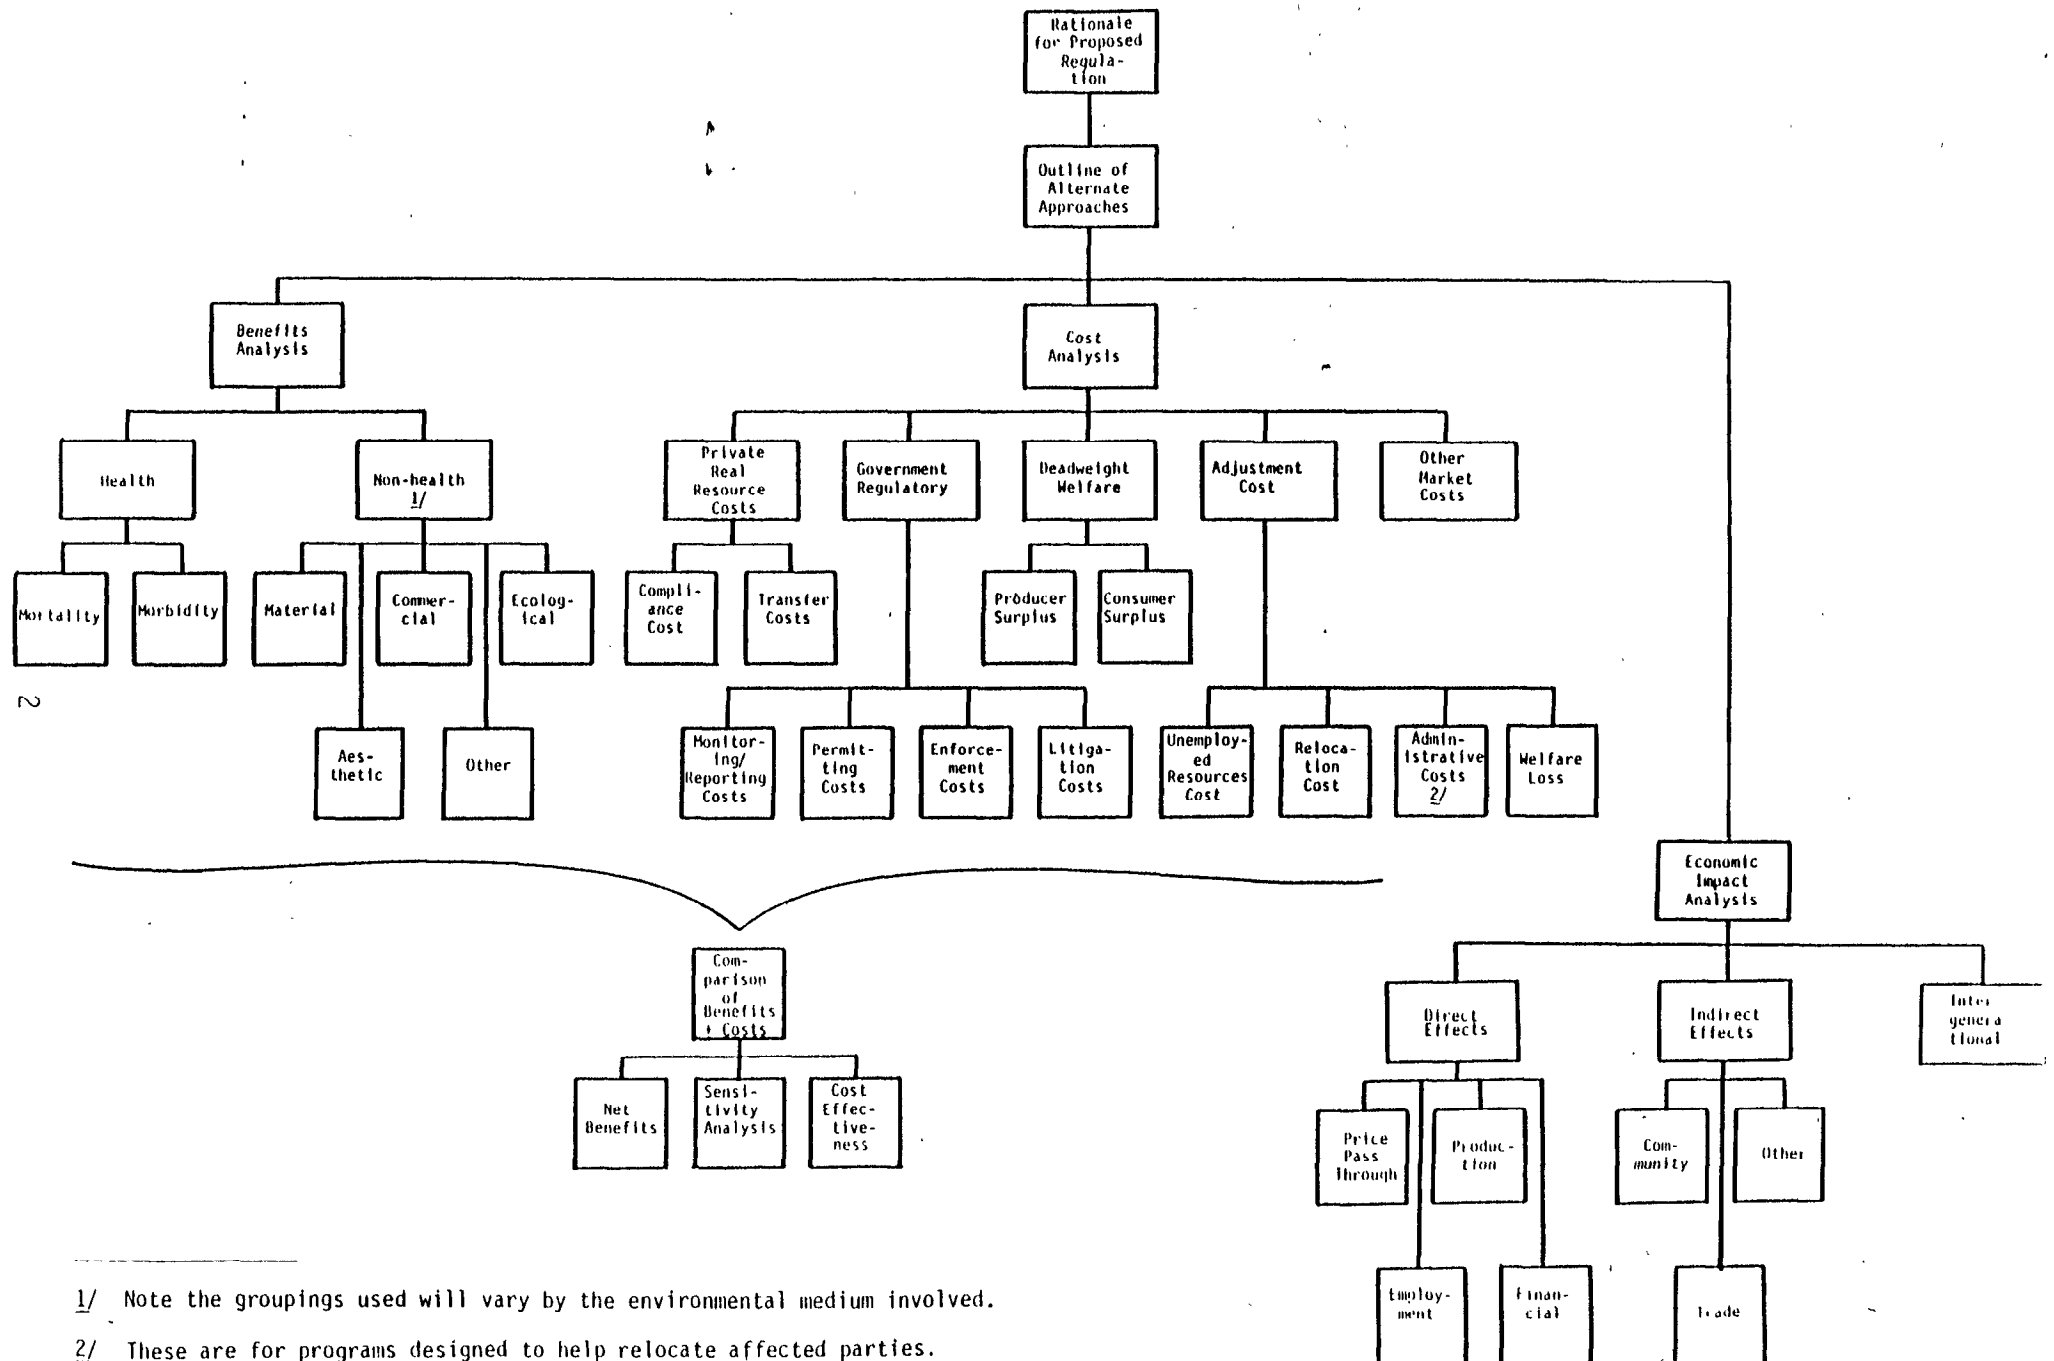 Rationale
for Proposed
Regula-
tion
Outline of
Alternate
Approaches
Benefits
Analysis
Cost
Analysis
Health
Non-health
1/
Private
Real
Resource
Costs
Government
Regulatory
Deadweight
Welfare
Adjustment
Cost
Other
Market
Costs
Mortality
Morbidity
Material
Commer-
cial
Ecolog-
ical
Compli-
ance
Cost
Transfer
Costs
Producer
Surplus
Consumer
Surplus
2
Aes-
thetic
Other
Monitor-
ing/
Reporting
Costs
Permit-
ting
Costs
Enforce-
ment
Costs
Litiga-
tion
Costs
Unemploy-
ed
Resources
Cost
Reloca-
tion
Cost
Admin-
istrative
Costs
2/
Welfare
Loss
Economic
Impact
Analysis
Com-
parison
of
Benefits
+ Costs
Direct
Effects
Indirect
Effects
Inter
genera
tional
Net
Benefits
Sensi-
tivity
Analysis
Cost
Effec-
tive-
ness
Price
Pass
Through
Produc-
tion
Com-
munity
Other
Employ-
ment
Finan-
cial
Trade
1/ Note the groupings used will vary by the environmental medium involved.
2/ These are for programs designed to help relocate affected parties.